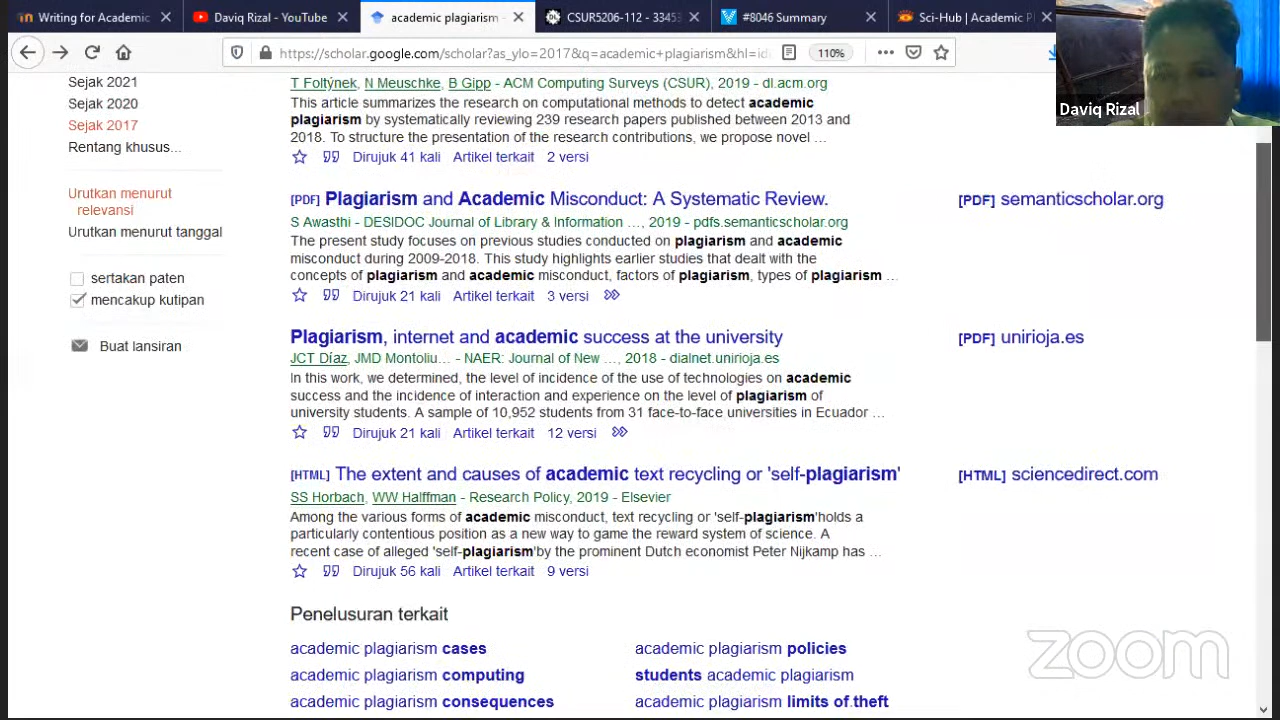 Writing for Academic
Daviq Rizal - YouTube
academic plagiarism -
CSUR5206-112 - 3345
#8046 Summary
Sci-Hub | Academic P
https://scholar.google.com/scholar?as_ylo=2017&q=academic+plagiarism&hl=id
110%
Daviq Rizal
Sejak 2021
Sejak 2020
Sejak 2017
Rentang khusus...
Urutkan menurut
relevansi
Urutkan menurut tanggal
sertakan paten
mencakup kutipan
Buat lansiran
T Foltýnek, N Meuschke, B Gipp - ACM Computing Surveys (CSUR), 2019 - dl.acm.org
This article summarizes the research on computational methods to detect academic
plagiarism by systematically reviewing 239 research papers published between 2013 and
2018. To structure the presentation of the research contributions, we propose novel ...
Dirujuk 41 kali Artikel terkait 2 versi
[PDF] Plagiarism and Academic Misconduct: A Systematic Review.
[PDF] semanticscholar.org
S Awasthi - DESIDOC Journal of Library & Information ..., 2019 - pdfs.semanticscholar.org
The present study focuses on previous studies conducted on plagiarism and academic
misconduct during 2009-2018. This study highlights earlier studies that dealt with the
concepts of plagiarism and academic misconduct, factors of plagiarism, types of plagiarism ...
Dirujuk 21 kali Artikel terkait 3 versi
Plagiarism, internet and academic success at the university
[PDF] unirioja.es
JCT Díaz, JMD Montoliu... - NAER: Journal of New ..., 2018 - dialnet.unirioja.es
In this work, we determined, the level of incidence of the use of technologies on academic
success and the incidence of interaction and experience on the level of plagiarism of
university students. A sample of 10,952 students from 31 face-to-face universities in Ecuador ...
Dirujuk 21 kali Artikel terkait 12 versi
[HTML] The extent and causes of academic text recycling or 'self-plagiarism'
[HTML] sciencedirect.com
SS Horbach, WW Halffman - Research Policy, 2019 - Elsevier
Among the various forms of academic misconduct, text recycling or 'self-plagiarism'holds a
particularly contentious position as a new way to game the reward system of science. A
recent case of alleged 'self-plagiarism'by the prominent Dutch economist Peter Nijkamp has ...
Dirujuk 56 kali Artikel terkait 9 versi
Penelusuran terkait
academic plagiarism cases
academic plagiarism policies
academic plagiarism computing
students academic plagiarism
academic plagiarism consequences
academic plagiarism limits of theft
zoom